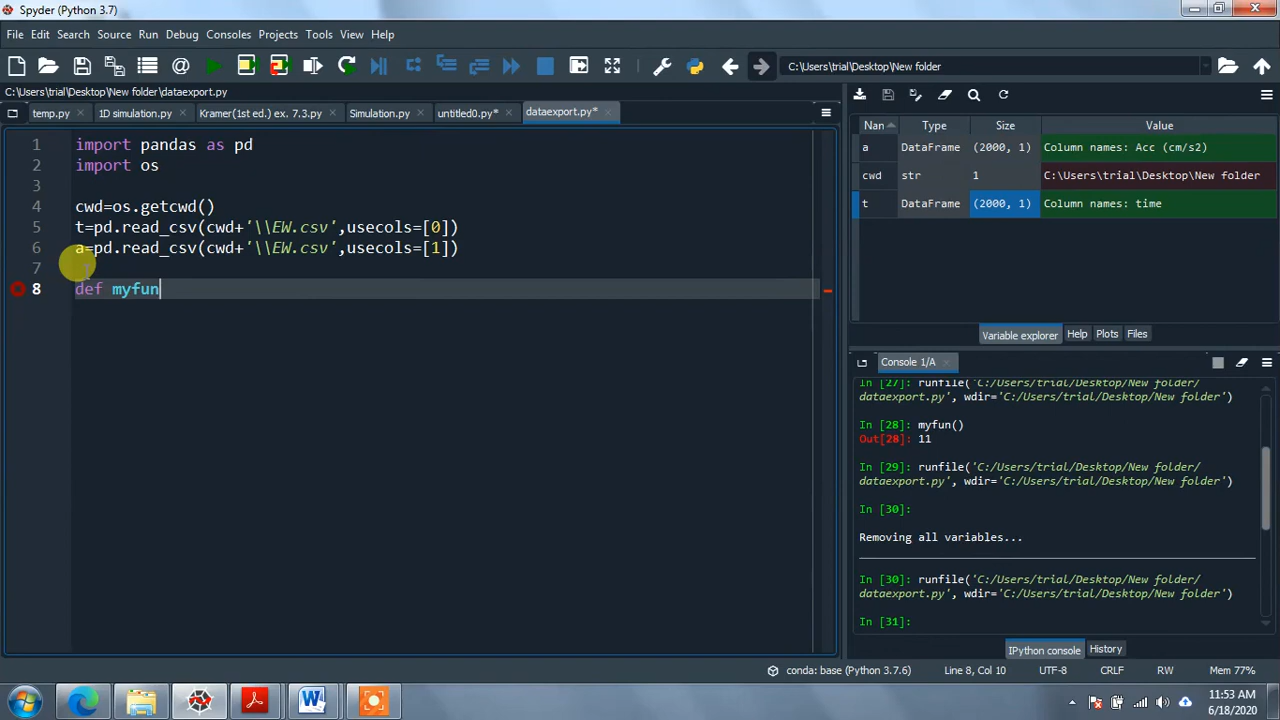 Spyder (Python 3.7)
File Edit Search Source Run Debug Consoles Projects Tools View Help
C:\Users\trial\Desktop\New folder
C:\Users\trial\Desktop\New folder\dataexport.py
temp.py 1D simulation.py Kramer(1st ed.) ex. 7.3.py Simulation.py untitled0.py* dataexport.py*
1 import pandas as pd
2 import os
3
4 cwd=os.getcwd()
5 t=pd.read_csv(cwd+'\\EW.csv',usecols=[0])
6 a=pd.read_csv(cwd+'\\EW.csv',usecols=[1])
7
8 def myfun
Nan Type Size Value
a DataFrame (2000, 1) Column names: Acc (cm/s2)
cwd str 1 C:\Users\trial\Desktop\New folder
t DataFrame (2000, 1) Column names: time
Variable explorer Help Plots Files
Console 1/A
In [27]: runfile('C:/Users/trial/Desktop/New folder/
dataexport.py', wdir='C:/Users/trial/Desktop/New folder')
In [28]: myfun()
Out[28]: 11
In [29]: runfile('C:/Users/trial/Desktop/New folder/
dataexport.py', wdir='C:/Users/trial/Desktop/New folder')
In [30]:
Removing all variables...
In [30]: runfile('C:/Users/trial/Desktop/New folder/
dataexport.py', wdir='C:/Users/trial/Desktop/New folder')
In [31]:
IPython console History
conda: base (Python 3.7.6) Line 8, Col 10 UTF-8 CRLF RW Mem 77%
11:53 AM
6/18/2020